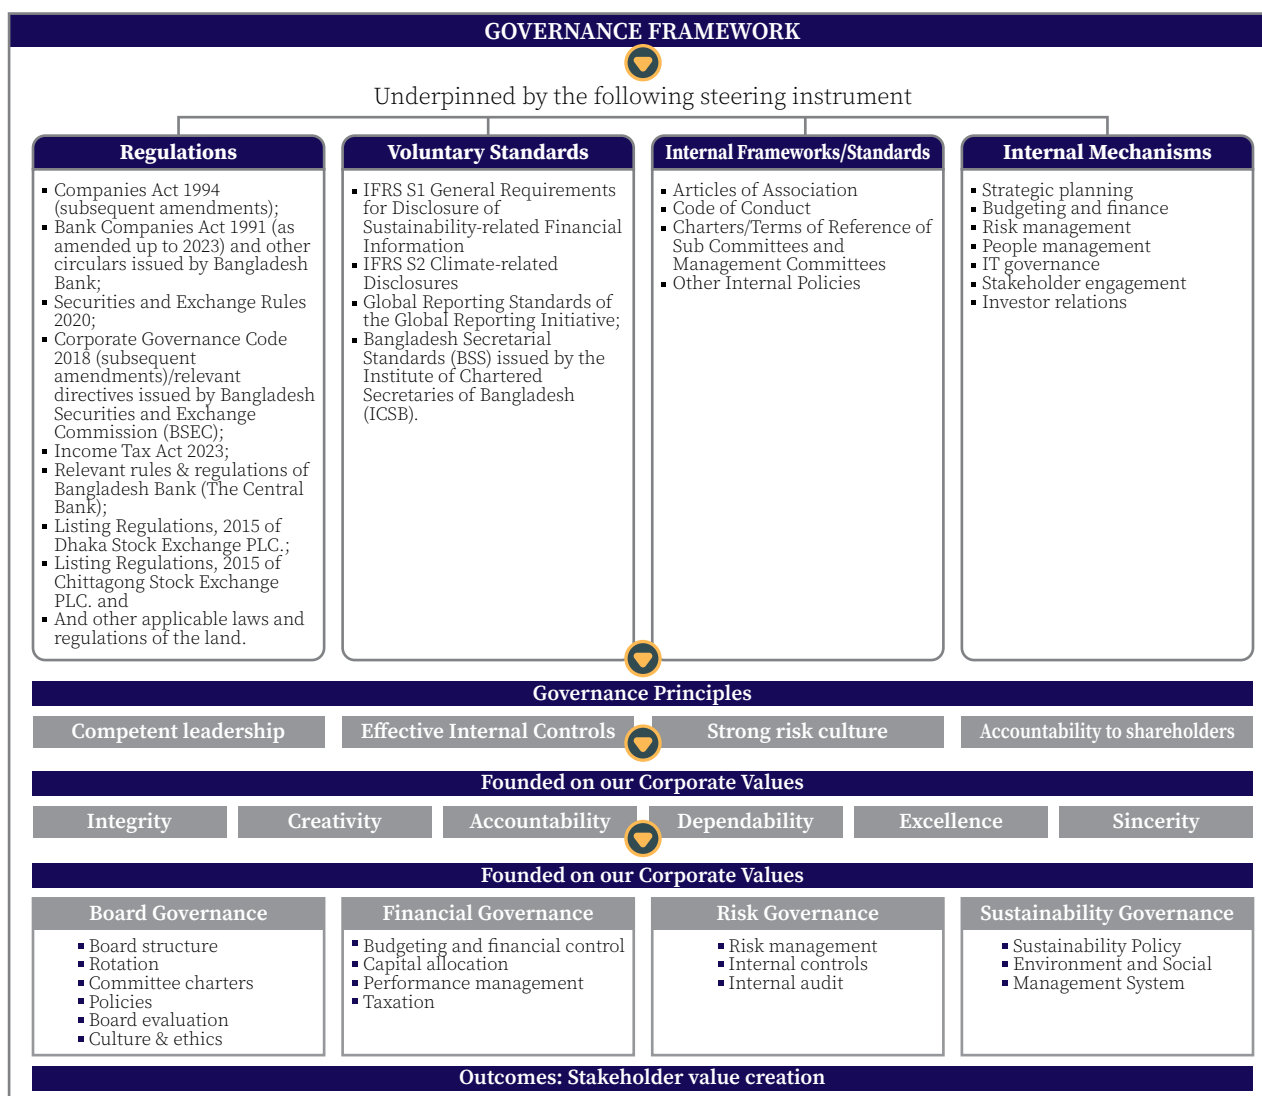 GOVERNANCE FRAMEWORK
Underpinned by the following steering instrument
Regulations
▪ Companies Act 1994
(subsequent amendments);
▪ Bank Companies Act 1991 (as
amended up to 2023) and other
circulars issued by Bangladesh
Bank;
▪ Securities and Exchange Rules
2020;
▪ Corporate Governance Code
2018 (subsequent
amendments)/relevant
directives issued by Bangladesh
Securities and Exchange
Commission (BSEC);
▪ Income Tax Act 2023;
▪ Relevant rules & regulations of
Bangladesh Bank (The Central
Bank);
▪ Listing Regulations, 2015 of
Dhaka Stock Exchange PLC.;
▪ Listing Regulations, 2015 of
Chittagong Stock Exchange
PLC. and
▪ And other applicable laws and
regulations of the land.
Voluntary Standards
▪ IFRS S1 General Requirements
for Disclosure of
Sustainability-related Financial
Information
▪ IFRS S2 Climate-related
Disclosures
▪ Global Reporting Standards of
the Global Reporting Initiative;
▪ Bangladesh Secretarial
Standards (BSS) issued by the
Institute of Chartered
Secretaries of Bangladesh
(ICSB).
Internal Frameworks/Standards
▪ Articles of Association
▪ Code of Conduct
▪ Charters/Terms of Reference of
Sub Committees and
Management Committees
▪ Other Internal Policies
Internal Mechanisms
▪ Strategic planning
▪ Budgeting and finance
▪ Risk management
▪ People management
▪ IT governance
▪ Stakeholder engagement
▪ Investor relations
Governance Principles
Competent leadership
Effective Internal Controls
Strong risk culture
Accountability to shareholders
Founded on our Corporate Values
Integrity
Creativity
Accountability
Dependability
Excellence
Sincerity
Founded on our Corporate Values
Board Governance
▪ Board structure
▪ Rotation
▪ Committee charters
▪ Policies
▪ Board evaluation
▪ Culture & ethics
Financial Governance
▪ Budgeting and financial control
▪ Capital allocation
▪ Performance management
▪ Taxation
Risk Governance
▪ Risk management
▪ Internal controls
▪ Internal audit
Sustainability Governance
▪ Sustainability Policy
▪ Environment and Social
▪ Management System
Outcomes: Stakeholder value creation